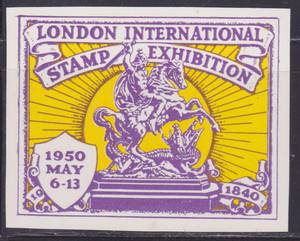 LONDON INTERNATIONAL
STAMP EXHIBITION
1950
MAY
6-13
1840